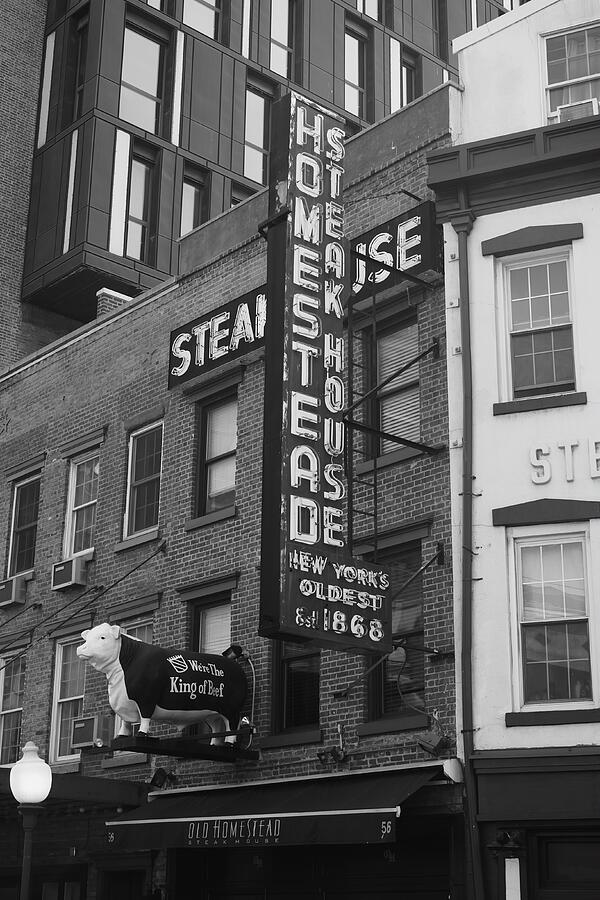 HOMESTEAD
STEAK HOUSE
NEW YORK'S
OLDEST
Est 1868
STEAK
USE
STE
We're The
King of Beef
OLD HOMESTEAD
STEAK HOUSE
56
56